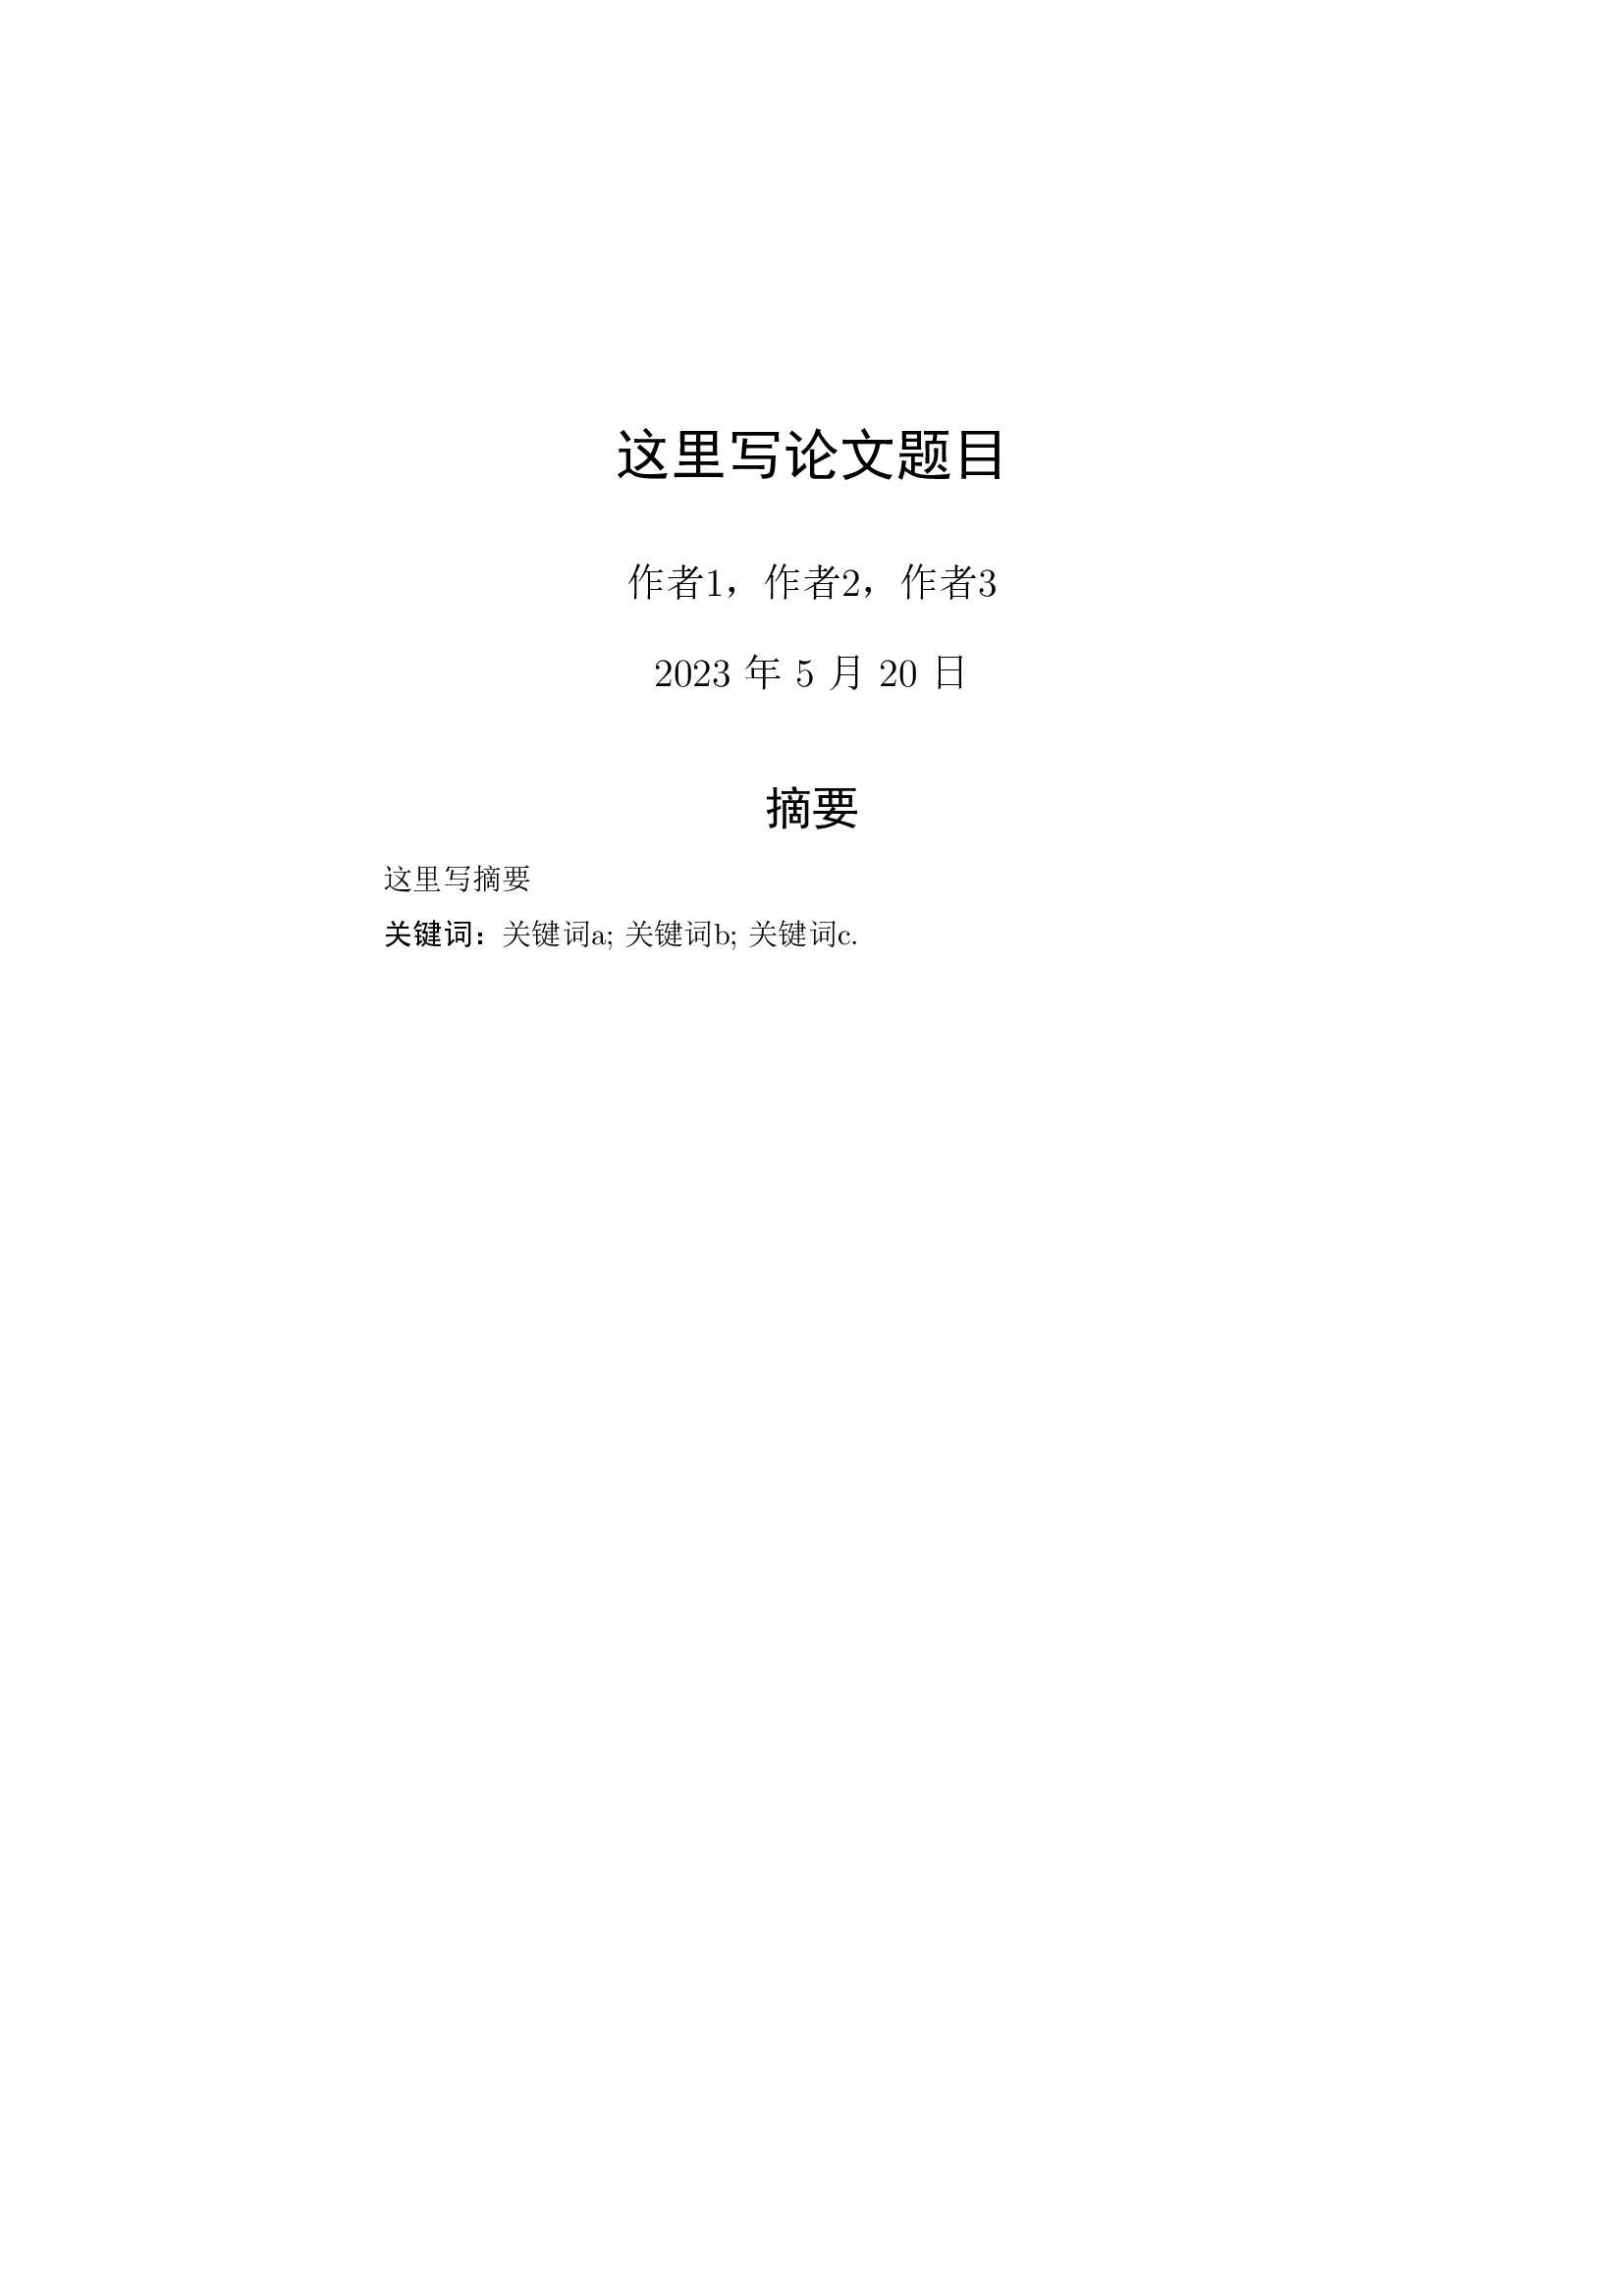 这里写论文题目
作者1，作者2，作者3
2023 年 5 月 20 日
摘要
这里写摘要
关键词：关键词a; 关键词b; 关键词c.